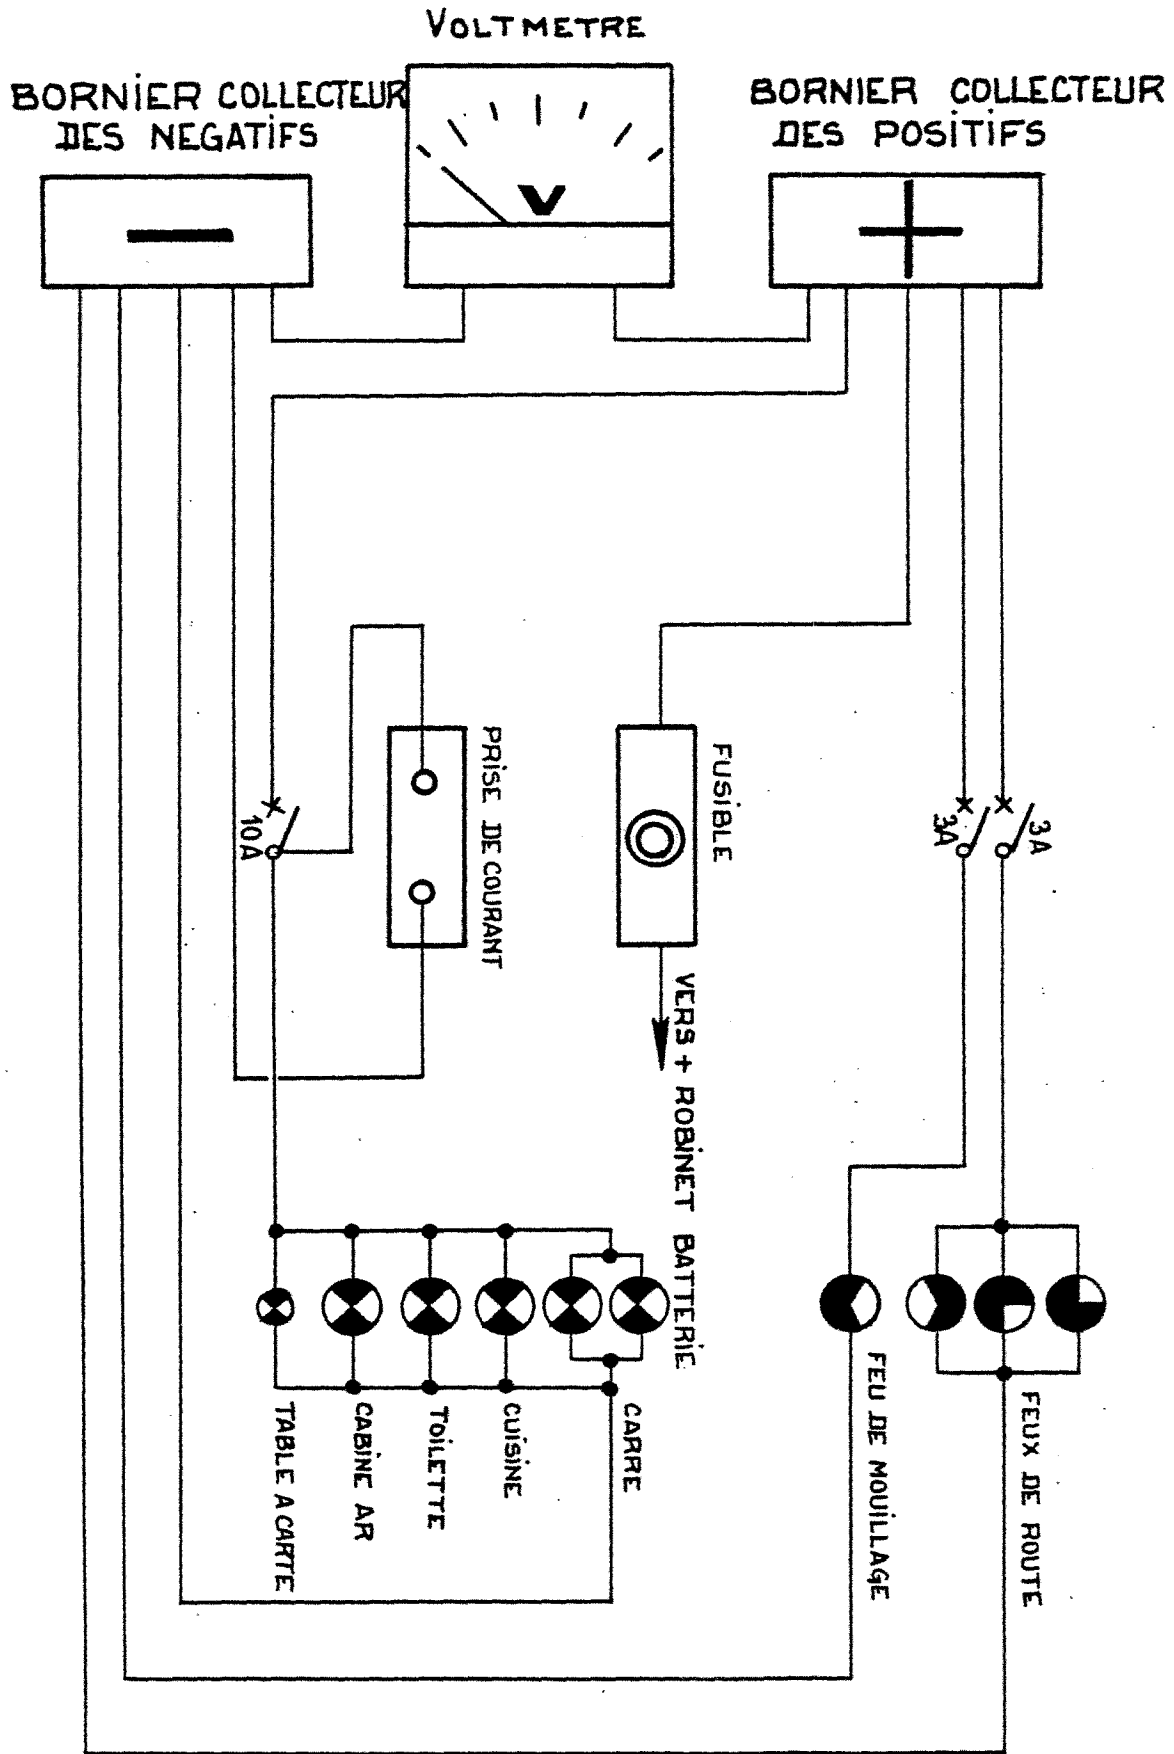 VOLTMETRE
BORNIER COLLECTEUR
DES NEGATIFS
BORNIER COLLECTEUR
DES POSITIFS
V
PRISE DE COURANT
FUSIBLE
10A
3A
3A
VERS + ROBINET BATTERIE
TABLE A CARTE
CABINE AR
TOILETTE
CUISINE
CARRE
FEU DE MOUILLAGE
FEUX DE ROUTE